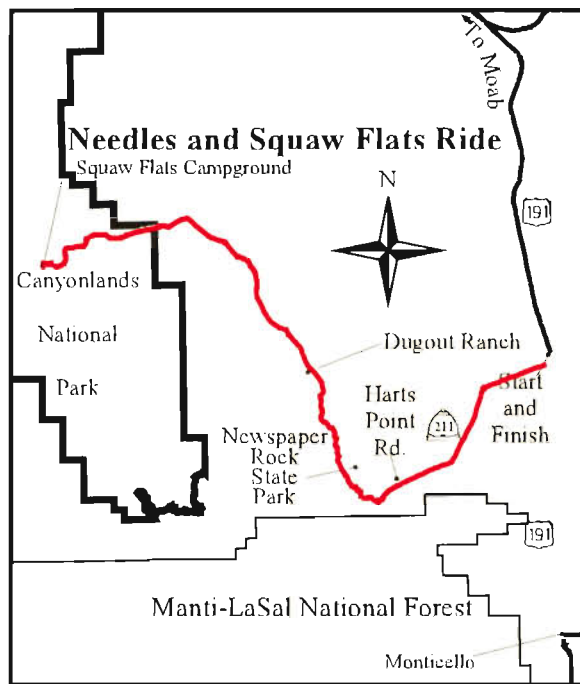 To Moab
Needles and Squaw Flats Ride
Squaw Flats Campground
N
191
Canyonlands
National
Park
Dugout Ranch
Harts
Point
Rd.
211
Start
and
Finish
Newspaper
Rock
State
Park
191
Manti-LaSal National Forest
Monticello